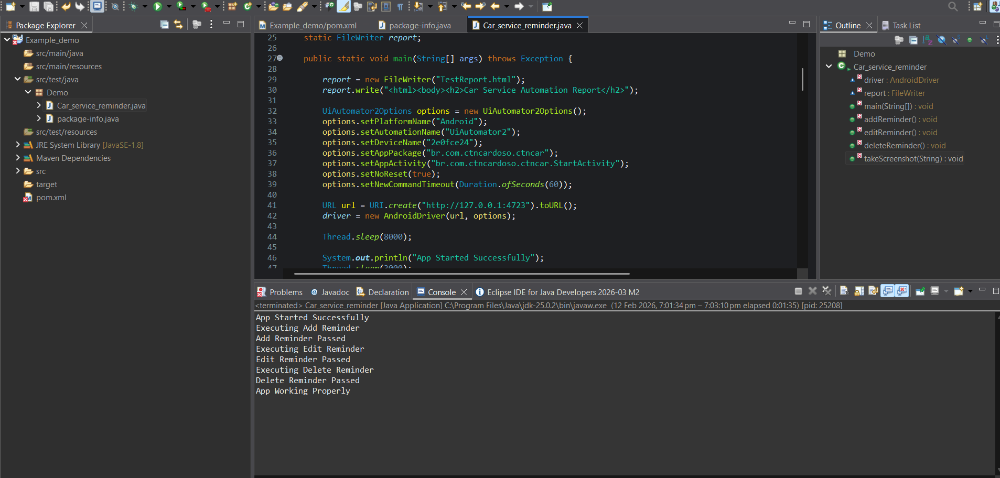 Package Explorer
Example_demo
src/main/java
src/main/resources
src/test/java
Demo
Car_service_reminder.java
package-info.java
src/test/resources
JRE System Library [JavaSE-1.8]
Maven Dependencies
src
target
pom.xml
Example_demo/pom.xml
package-info.java
Car_service_reminder.java
25 static FileWriter report;
26
27 public static void main(String[] args) throws Exception {
28
29 report = new FileWriter("TestReport.html");
30 report.write("<html><body><h2>Car Service Automation Report</h2>");
31
32 UiAutomator2Options options = new UiAutomator2Options();
33 options.setPlatformName("Android");
34 options.setAutomationName("UiAutomator2");
35 options.setDeviceName("2e0fce24");
36 options.setAppPackage("br.com.ctncardoso.ctncar");
37 options.setAppActivity("br.com.ctncardoso.ctncar.StartActivity");
38 options.setNoReset(true);
39 options.setNewCommandTimeout(Duration.ofSeconds(60));
40
41 URL url = URI.create("http://127.0.0.1:4723").toURL();
42 driver = new AndroidDriver(url, options);
43
44 Thread.sleep(8000);
45
46 System.out.println("App Started Successfully");
47 Thread.sleep(3000);
Outline
Task List
Demo
Car_service_reminder
driver : AndroidDriver
report : FileWriter
main(String[]) : void
addReminder() : void
editReminder() : void
deleteReminder() : void
takeScreenshot(String) : void
Problems
Javadoc
Declaration
Console
Eclipse IDE for Java Developers 2026-03 M2
<terminated> Car_service_reminder [Java Application] C:\Program Files\Java\jdk-25.0.2\bin\javaw.exe (12 Feb 2026, 7:01:34 pm – 7:03:10 pm elapsed 0:01:35) [pid: 25208]
App Started Successfully
Executing Add Reminder
Add Reminder Passed
Executing Edit Reminder
Edit Reminder Passed
Executing Delete Reminder
Delete Reminder Passed
App Working Properly